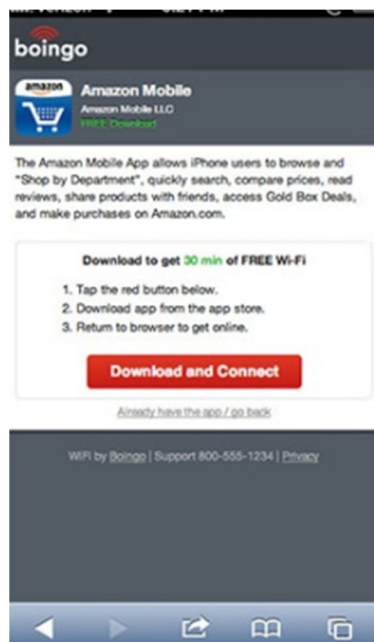 boingo
amazon
Amazon Mobile
Amazon Mobile LLC
FREE Download
The Amazon Mobile App allows iPhone users to browse and
"Shop by Department", quickly search, compare prices, read
reviews, share products with friends, access Gold Box Deals,
and make purchases on Amazon.com.
Download to get 30 min of FREE Wi-Fi
1. Tap the red button below.
2. Download app from the app store.
3. Return to browser to get online.
Download and Connect
Already have the app / go back
WiFi by Boingo | Support 800-555-1234 | Privacy